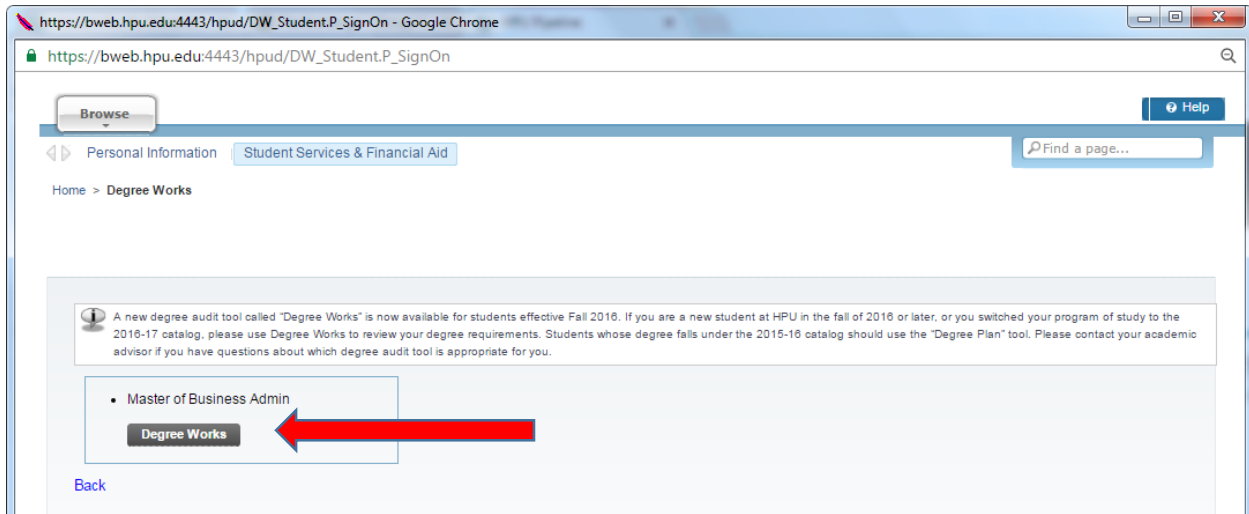 https://bweb.hpu.edu:4443/hpud/DW_Student.P_SignOn - Google Chrome
https://bweb.hpu.edu:4443/hpud/DW_Student.P_SignOn
Browse
Help
Personal Information
Student Services & Financial Aid
Find a page...
Home > Degree Works
A new degree audit tool called "Degree Works" is now available for students effective Fall 2016. If you are a new student at HPU in the fall of 2016 or later, or you switched your program of study to the
2016-17 catalog, please use Degree Works to review your degree requirements. Students whose degree falls under the 2015-16 catalog should use the "Degree Plan" tool. Please contact your academic
advisor if you have questions about which degree audit tool is appropriate for you.
• Master of Business Admin
Degree Works
Back